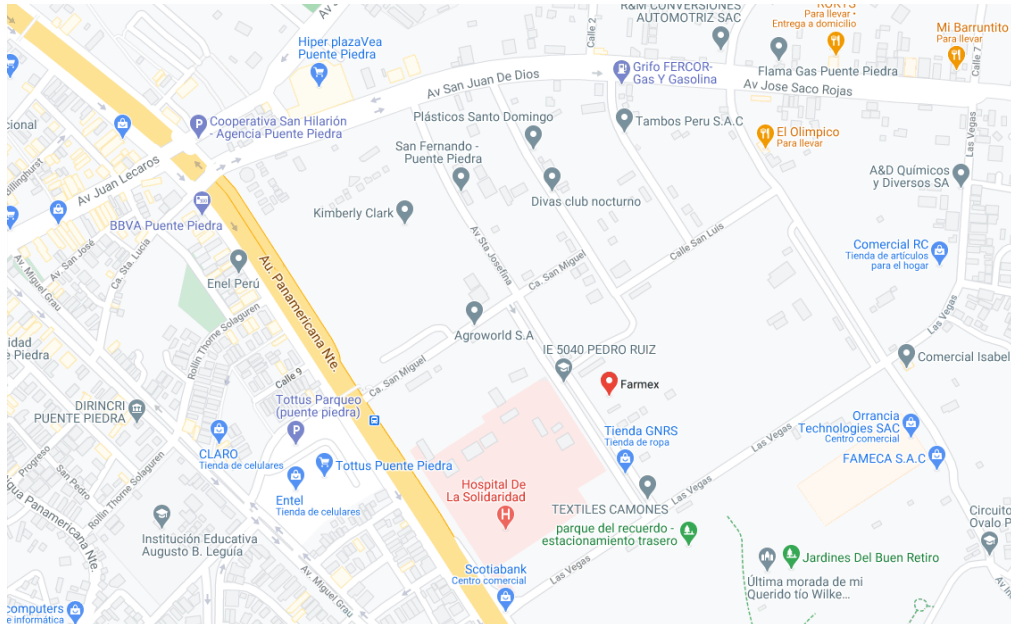 R&M CONVERSIONES
AUTOMOTRIZ SAC
Para llevar •
Entrega a domicilio
Mi Barruntito
Para llevar
Calle 2
Hiper plazaVea
Puente Piedra
Grifo FERCOR-
Gas Y Gasolina
Flama Gas Puente Piedra
Calle 7
Av San Juan De Dios
Av Jose Saco Rojas
Cooperativa San Hilarión
- Agencia Puente Piedra
Plásticos Santo Domingo
Tambos Peru S.A.C
El Olimpico
Para llevar
Las Vegas
San Fernando -
Puente Piedra
Av Juan Lecaros
Billinghurst
A&D Químicos
y Diversos SA
Divas club nocturno
Kimberly Clark
BBVA Puente Piedra
Av Sta Josefina
Calle San Luis
Ca. San Miguel
Av. San José
Ca. Sta. Lucia
Av Miguel Grau
Enel Perú
Au. Panamericana Nte.
Comercial RC
Tienda de artículos
para el hogar
Rollin Thorne Solaguren
Agroworld S.A
Las Vegas
IE 5040 PEDRO RUIZ
Comercial Isabel
Calle 9
Ca. San Miguel
Farmex
DIRINCRI
PUENTE PIEDRA
Tottus Parqueo
(puente piedra)
CLARO
Tienda de celulares
Tienda GNRS
Tienda de ropa
Las Vegas
Orrancia
Technologies SAC
Centro comercial
FAMECA S.A.C
Tottus Puente Piedra
Progreso
San Pedro
Rollin Thorne Solaguren
Entel
Tienda de celulares
Hospital De
La Solidaridad
TEXTILES CAMONES
Las Vegas
parque del recuerdo -
estacionamiento trasero
Institución Educativa
Augusto B. Leguía
Circuito
Ovalo P
Jardines Del Buen Retiro
Última morada de mi
Querido tío Wilke...
Scotiabank
Centro comercial
Las Vegas
Av. Miguel Grau
computers
e informática